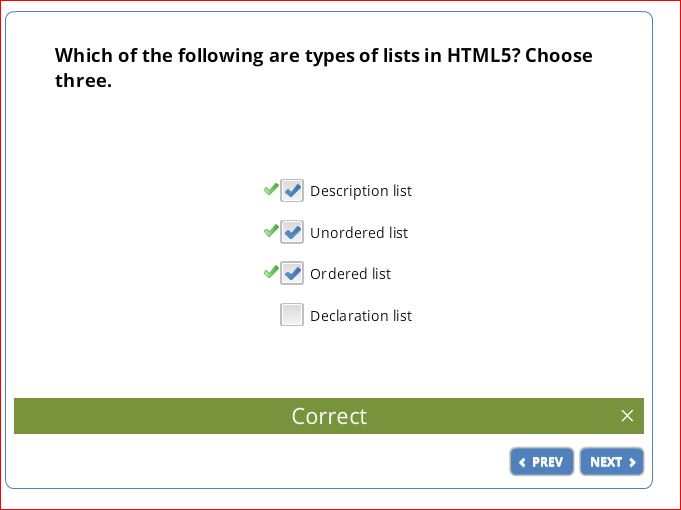 Which of the following are types of lists in HTML5? Choose
three.
Description list
Unordered list
Ordered list
Declaration list
Correct
PREV
NEXT